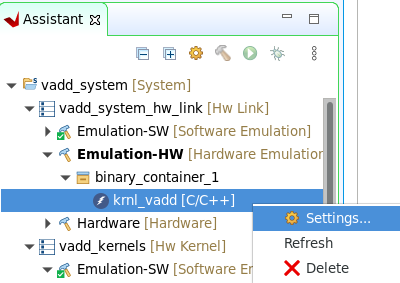 Assistant
vadd_system [System]
vadd_system_hw_link [Hw Link]
Emulation-SW [Software Emulation]
Emulation-HW [Hardware Emulation
binary_container_1
krnl_vadd [C/C++]
Settings...
Hardware [Hardware]
Refresh
vadd_kernels [Hw Kernel]
Emulation-SW [Software Er
Delete